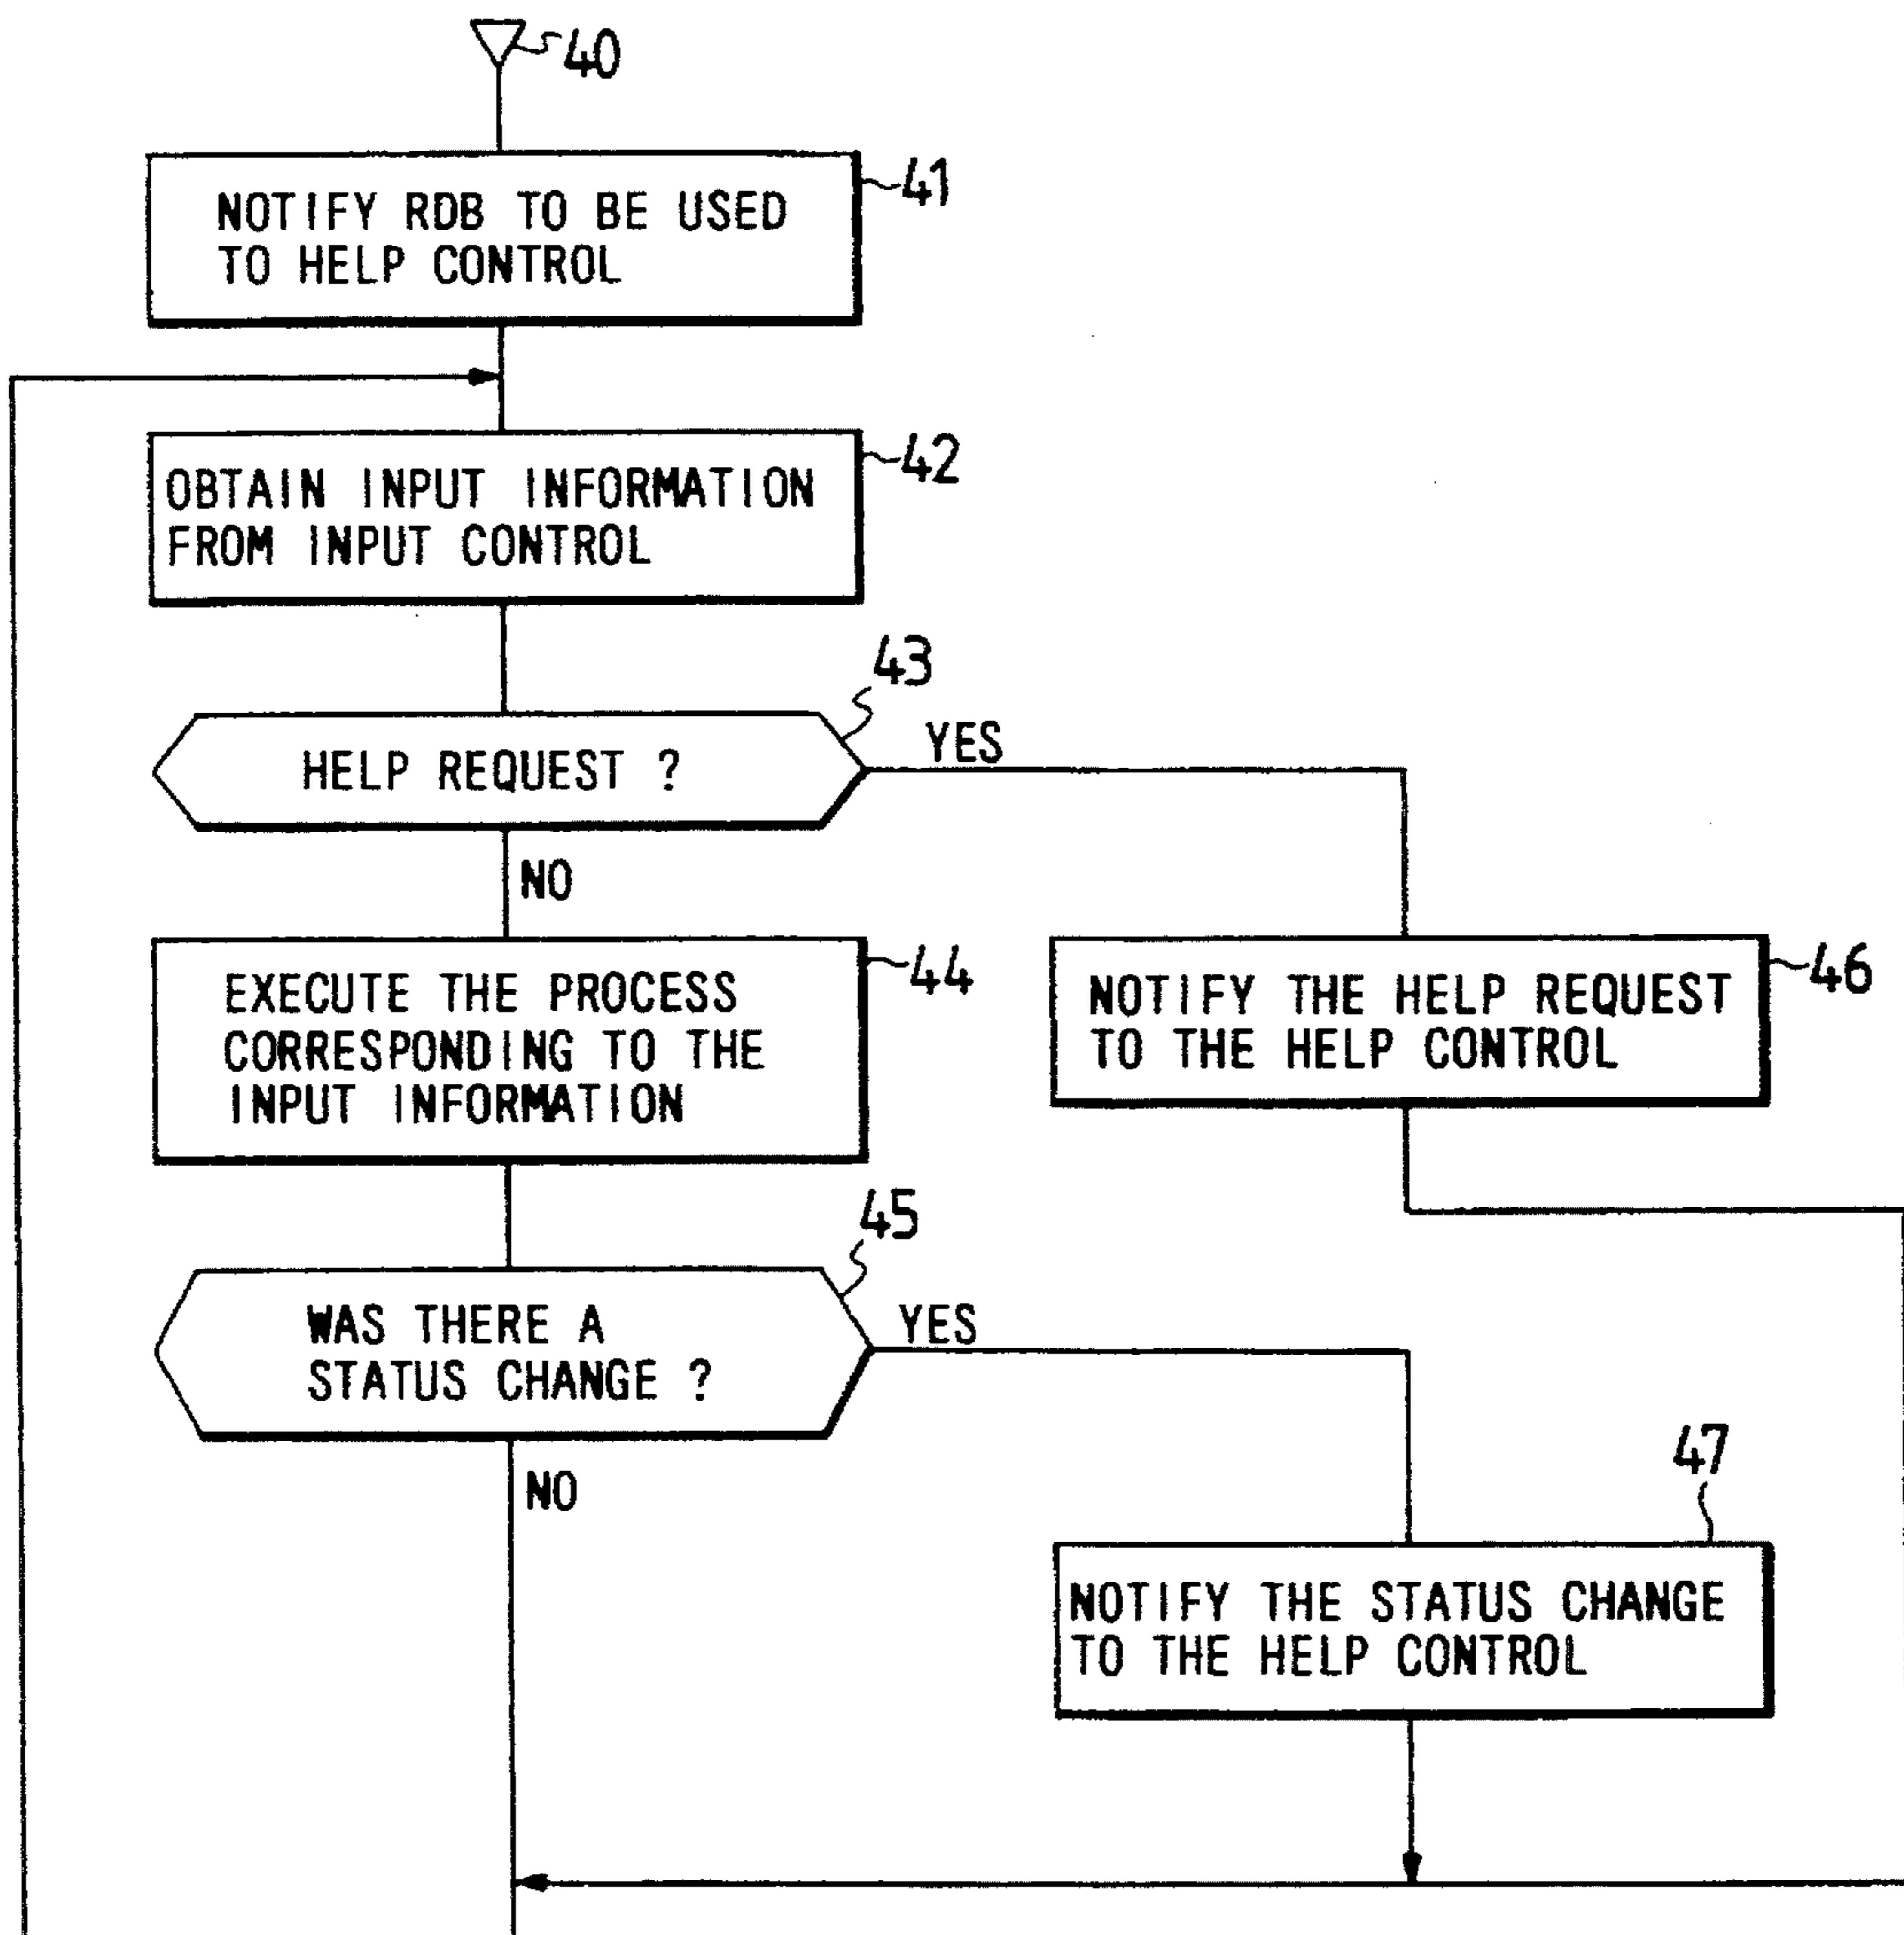 40
41
NOTIFY RDB TO BE USED
TO HELP CONTROL
42
OBTAIN INPUT INFORMATION
FROM INPUT CONTROL
43
HELP REQUEST ?
YES
NO
44
EXECUTE THE PROCESS
CORRESPONDING TO THE
INPUT INFORMATION
46
NOTIFY THE HELP REQUEST
TO THE HELP CONTROL
45
WAS THERE A
STATUS CHANGE ?
YES
NO
47
NOTIFY THE STATUS CHANGE
TO THE HELP CONTROL